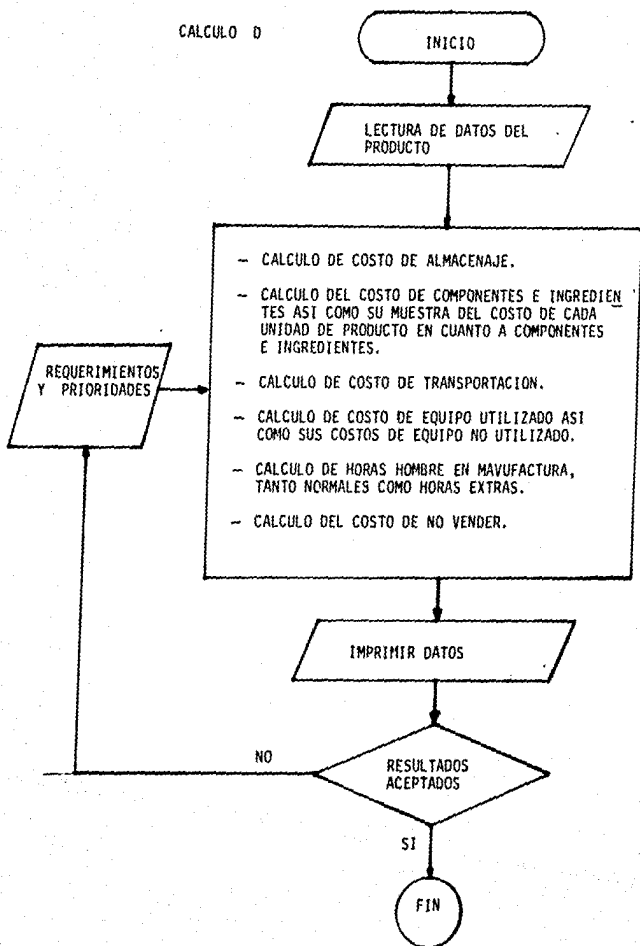 CALCULO D
INICIO
LECTURA DE DATOS DEL
PRODUCTO
- CALCULO DE COSTO DE ALMACENAJE.
- CALCULO DEL COSTO DE COMPONENTES E INGREDIEN
TES ASI COMO SU MUESTRA DEL COSTO DE CADA
UNIDAD DE PRODUCTO EN CUANTO A COMPONENTES
E INGREDIENTES.
- CALCULO DE COSTO DE TRANSPORTACION.
- CALCULO DE COSTO DE EQUIPO UTILIZADO ASI
COMO SUS COSTOS DE EQUIPO NO UTILIZADO.
- CALCULO DE HORAS HOMBRE EN MAVUFACTURA,
TANTO NORMALES COMO HORAS EXTRAS.
- CALCULO DEL COSTO DE NO VENDER.
REQUERIMIENTOS
Y PRIORIDADES
IMPRIMIR DATOS
RESULTADOS
ACEPTADOS
NO
SI
FIN